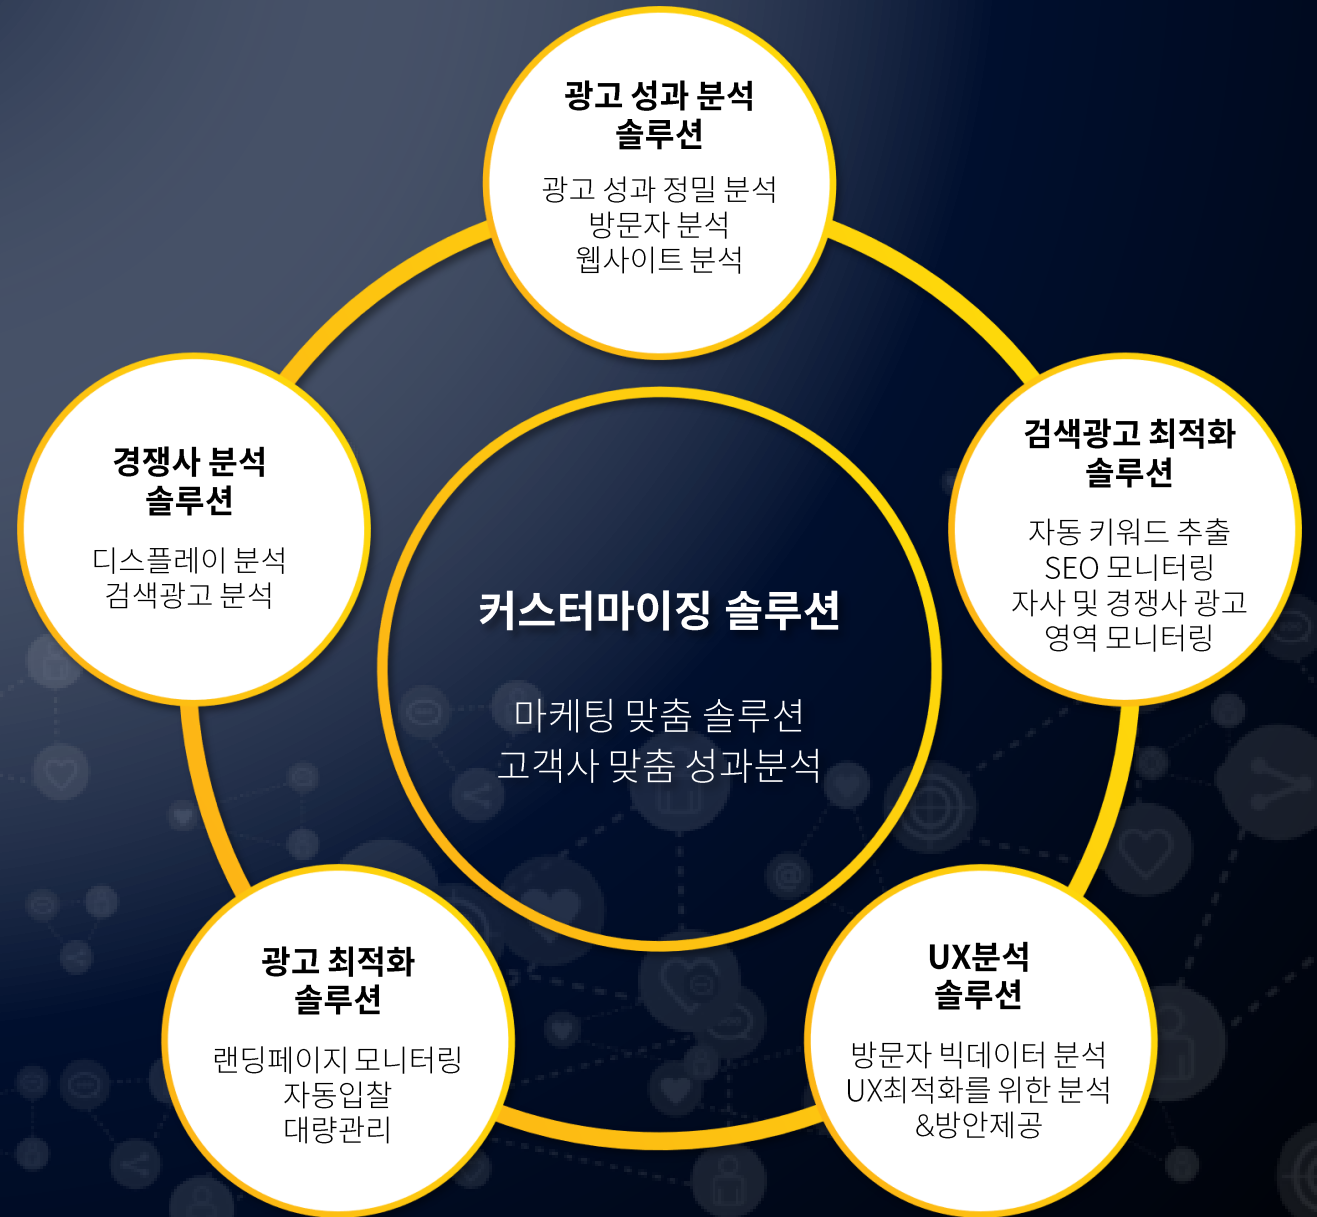 광고 성과 분석
솔루션
광고 성과 정밀 분석
방문자 분석
웹사이트 분석
경쟁사 분석
솔루션
디스플레이 분석
검색광고 분석
검색광고 최적화
솔루션
자동 키워드 추출
SEO 모니터링
자사 및 경쟁사 광고
영역 모니터링
커스터마이징 솔루션
마케팅 맞춤 솔루션
고객사 맞춤 성과분석
광고 최적화
솔루션
랜딩페이지 모니터링
자동입찰
대량관리
UX분석
솔루션
방문자 빅데이터 분석
UX최적화를 위한 분석
&방안제공